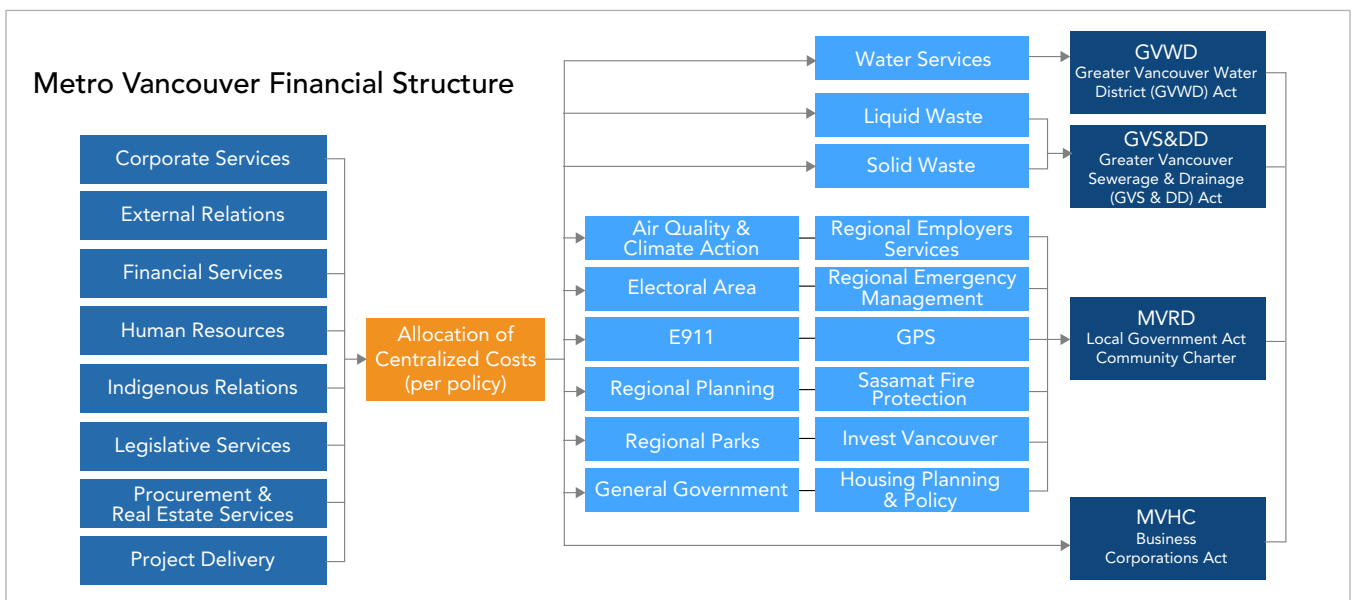 Metro Vancouver Financial Structure
Corporate Services
External Relations
Financial Services
Human Resources
Indigenous Relations
Legislative Services
Procurement &
Real Estate Services
Project Delivery
Allocation of
Centralized Costs
(per policy)
Water Services
Liquid Waste
Solid Waste
Air Quality &
Climate Action
Regional Employers
Services
Electoral Area
Regional Emergency
Management
E911
GPS
Regional Planning
Sasamat Fire
Protection
Regional Parks
Invest Vancouver
General Government
Housing Planning
& Policy
GVWD
Greater Vancouver Water
District (GVWD) Act
GVS&DD
Greater Vancouver
Sewerage & Drainage
(GVS & DD) Act
MVRD
Local Government Act
Community Charter
MVHC
Business
Corporations Act